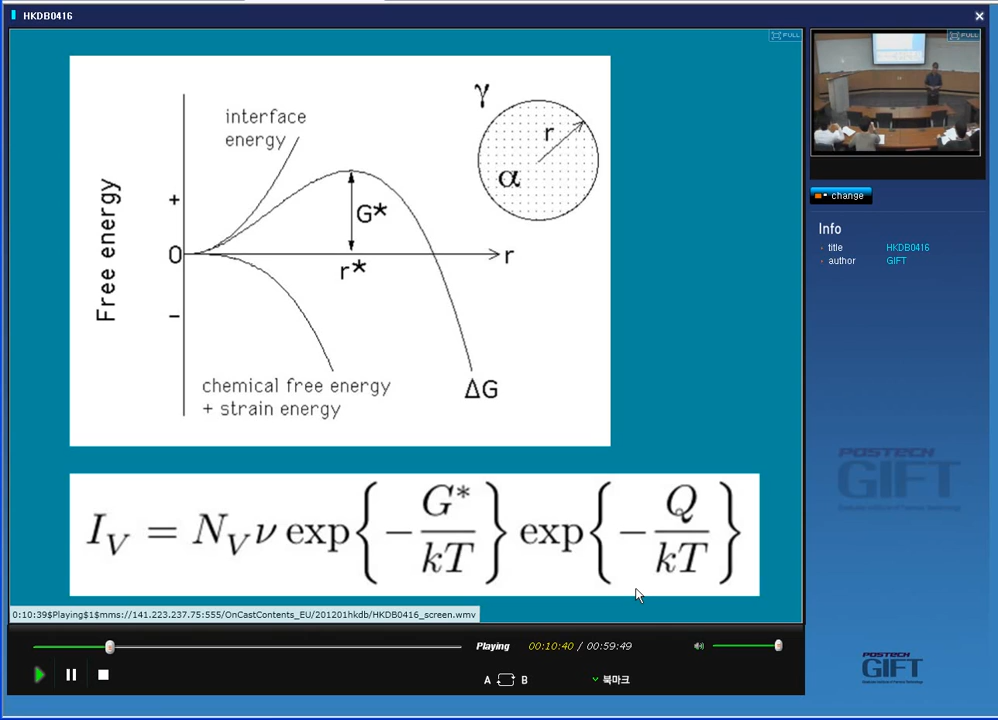 HKDB0416
FULL
FULL
interface
energy
γ
r
α
Free energy
+
0
−
G*
r*
r
chemical free energy
+ strain energy
ΔG
change
Info
title HKDB0416
author GIFT
POSTECH
GIFT
I_V = N_V ν exp{−G*/kT} exp{−Q/kT}
0:10:39$Playing$1$mms://141.223.237.75:555/OnCastContents_EU/201201hkdb/HKDB0416_screen.wmv
Playing 00:10:40 / 00:59:49
A B 북마크
POSTECH
GIFT